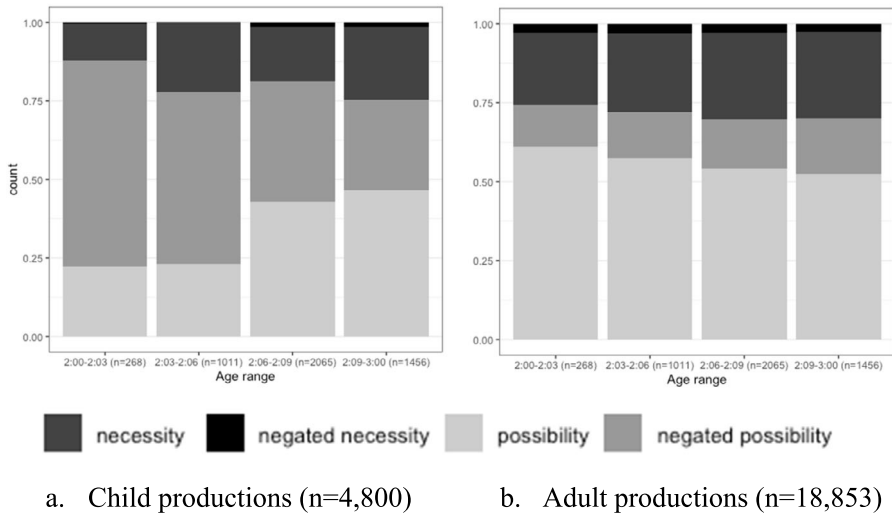 1.00
0.75
0.50
0.25
0.00
count
2:00-2:03 (n=268) 2:03-2:06 (n=1011) 2:06-2:09 (n=2065) 2:09-3:00 (n=1456)
Age range
1.00
0.75
0.50
0.25
0.00
2:00-2:03 (n=268) 2:03-2:06 (n=1011) 2:06-2:09 (n=2065) 2:09-3:00 (n=1456)
Age range
necessity negated necessity possibility negated possibility
a. Child productions (n=4,800) b. Adult productions (n=18,853)